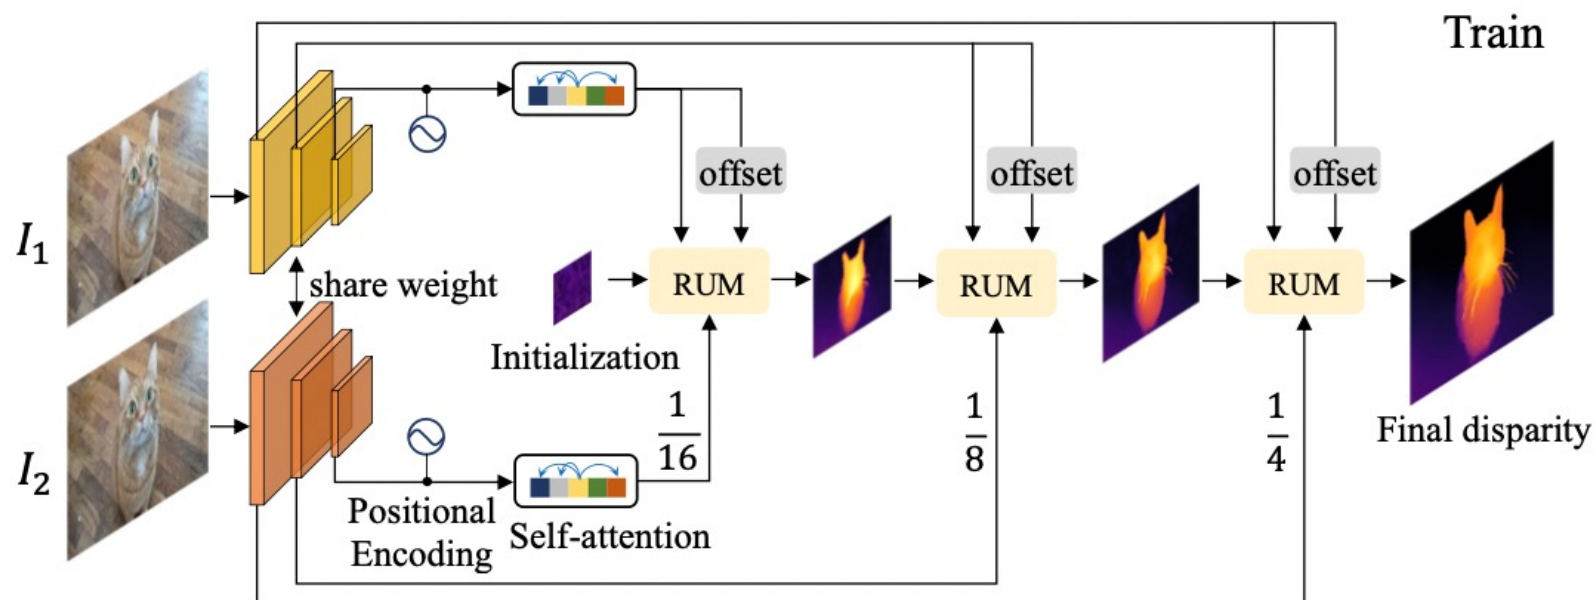 Train
offset
offset
offset
I₁
share weight
RUM
RUM
RUM
Initialization
1/16
1/8
1/4
Final disparity
I₂
Positional
Encoding
Self-attention